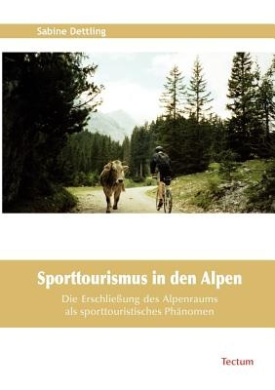 Sabine Dettling
Sporttourismus in den Alpen
Die Erschließung des Alpenraums
als sporttouristisches Phänomen
Tectum